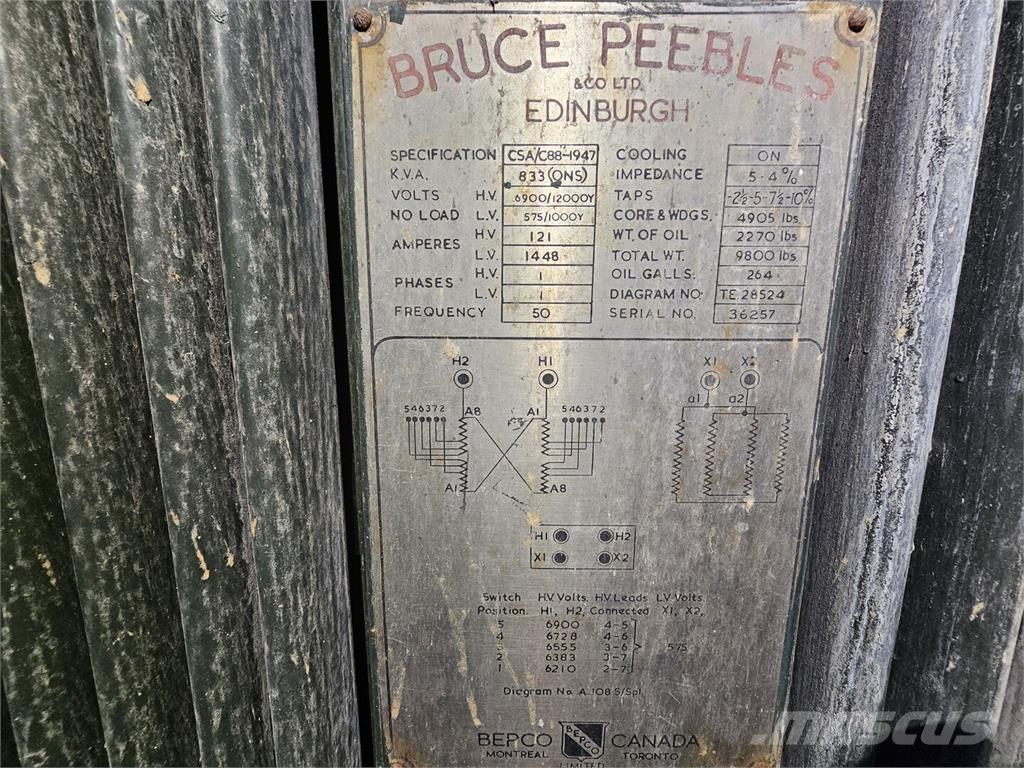 BRUCE PEEBLES
& CO LTD.
EDINBURGH
SPECIFICATION CSA/C88-1947
K.V.A. 833 (ONS)
VOLTS H.V. 6900/12000Y
NO LOAD L.V. 575/1000Y
AMPERES H.V. 121
L.V. 1448
PHASES H.V. 1
L.V. 1
FREQUENCY 50
COOLING ON
IMPEDANCE 5·4%
TAPS -2½-5-7½-10%
CORE & WDGS. 4905 lbs.
WT. OF OIL 2270 lbs
TOTAL WT. 9800 lbs
OIL GALLS. 264
DIAGRAM NO. T.E. 28524
SERIAL NO. 36257
H2 H1 X1 X2
a1 a2
546372 A8 A1 546372
A1 A8
H1 H2
X1 X2
Switch H.V. Volts. H.V. Leads L.V. Volts.
Position. H1, H2, Connected X1, X2,
5 6900 4-5
4 6728 4-6
3 6555 3-6 575
2 6383 3-7
1 6210 2-7
Diagram No. A.108 5/Spl.
BEPCO BEPCO CANADA
MONTREAL LIMITED TORONTO
mascus